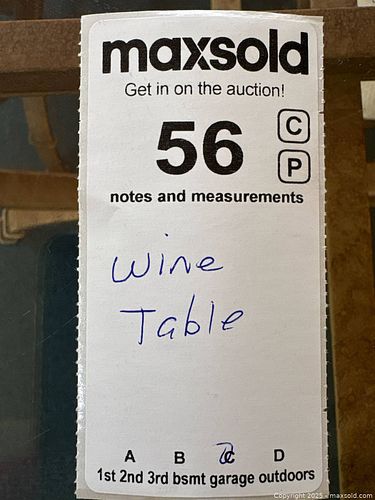 maxsold
Get in on the auction!
56
C
P
notes and measurements
Wine
Table
A B C D
1st 2nd 3rd bsmt garage outdoors
Copyright 2025 - maxsold.com